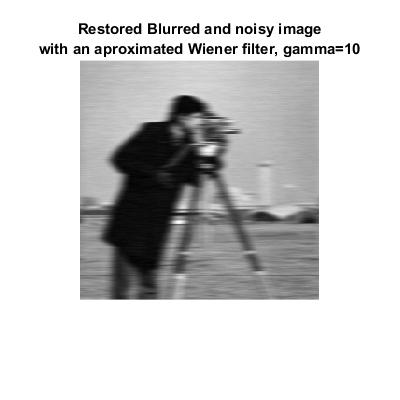 Restored Blurred and noisy image
with an aproximated Wiener filter, gamma=10